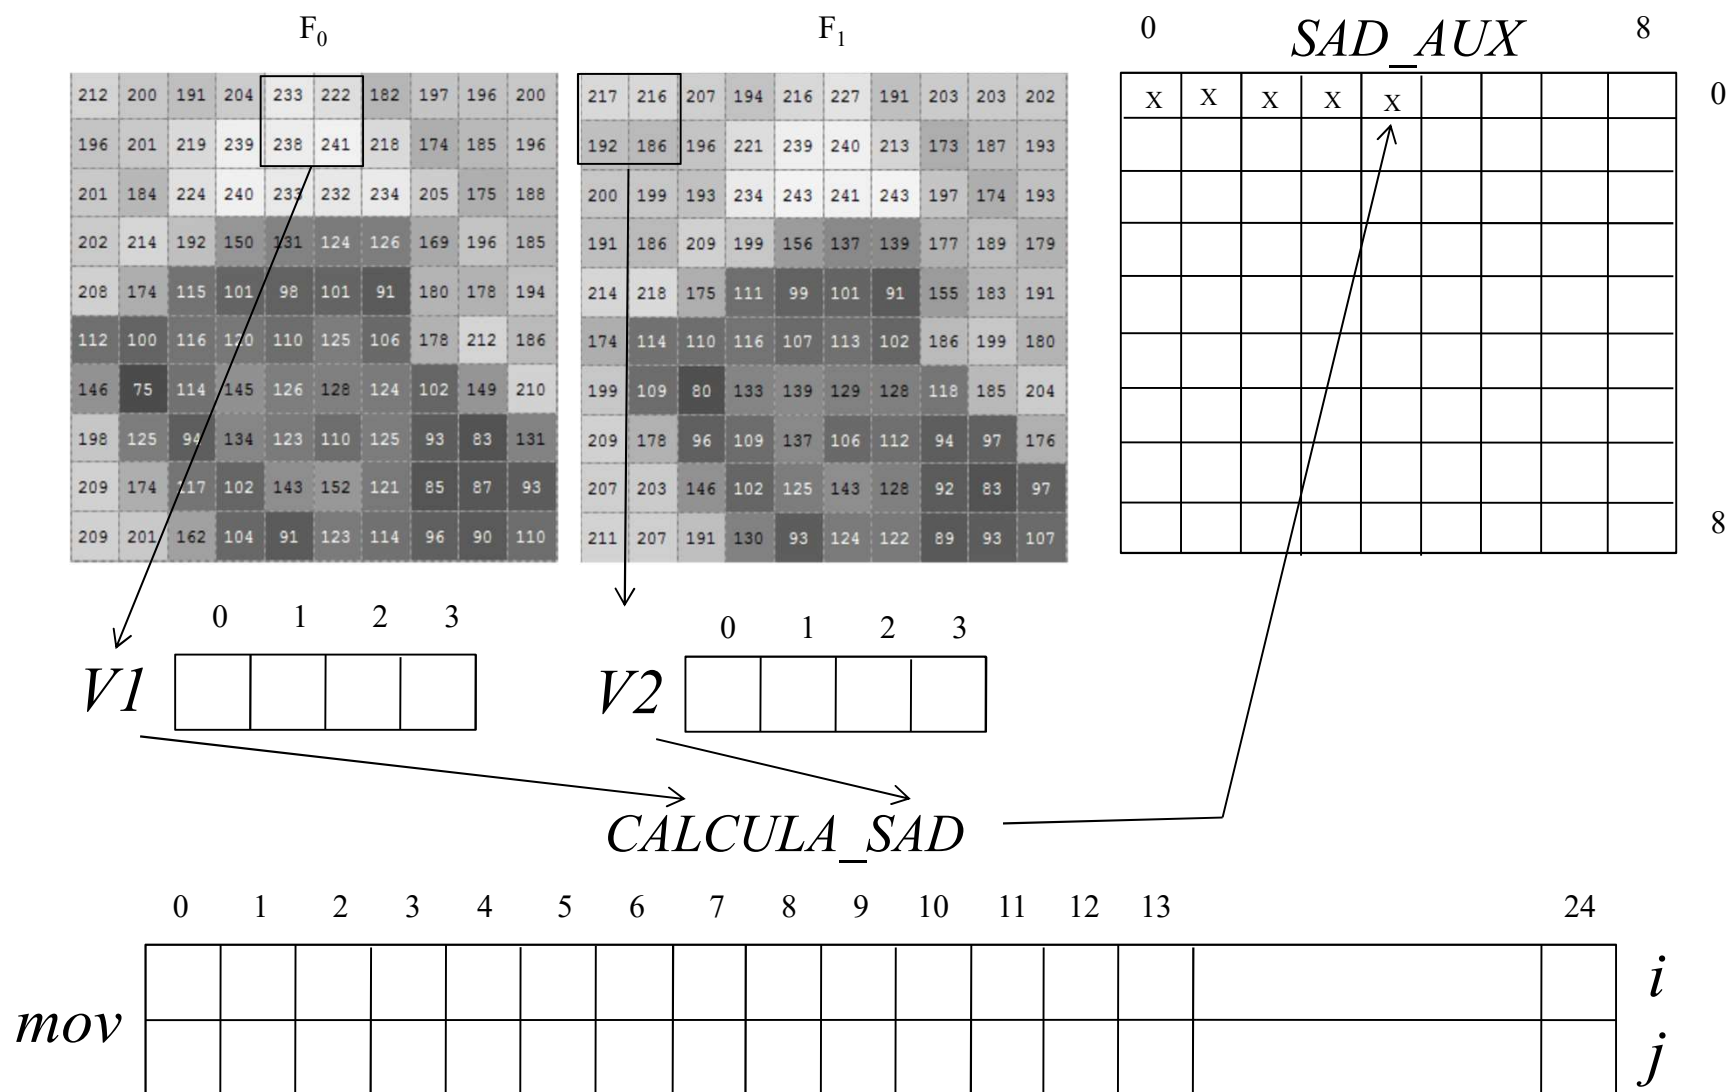 F0 F1 0 SAD_AUX 8
212 200 191 204 233 222 182 197 196 200
196 201 219 239 238 241 218 174 185 196
201 184 224 240 233 232 234 205 175 188
202 214 192 150 131 124 126 169 196 185
208 174 115 101 98 101 91 180 178 194
112 100 116 120 110 125 106 178 212 186
146 75 114 145 126 128 124 102 149 210
198 125 94 134 123 110 125 93 83 131
209 174 117 102 143 152 121 85 87 93
209 201 162 104 91 123 114 96 90 110
217 216 207 194 216 227 191 203 203 202
192 186 196 221 239 240 213 173 187 193
200 199 193 234 243 241 243 197 174 193
191 186 209 199 156 137 139 177 189 179
214 218 175 111 99 101 91 155 183 191
174 114 110 116 107 113 102 186 199 180
199 109 80 133 139 129 128 118 185 204
209 178 96 109 137 106 112 94 97 176
207 203 146 102 125 143 128 92 83 97
211 207 191 130 93 124 122 89 93 107
X X X X X 0
8
0 1 2 3
V1
0 1 2 3
V2
CALCULA_SAD
0 1 2 3 4 5 6 7 8 9 10 11 12 13 24
i
mov
j